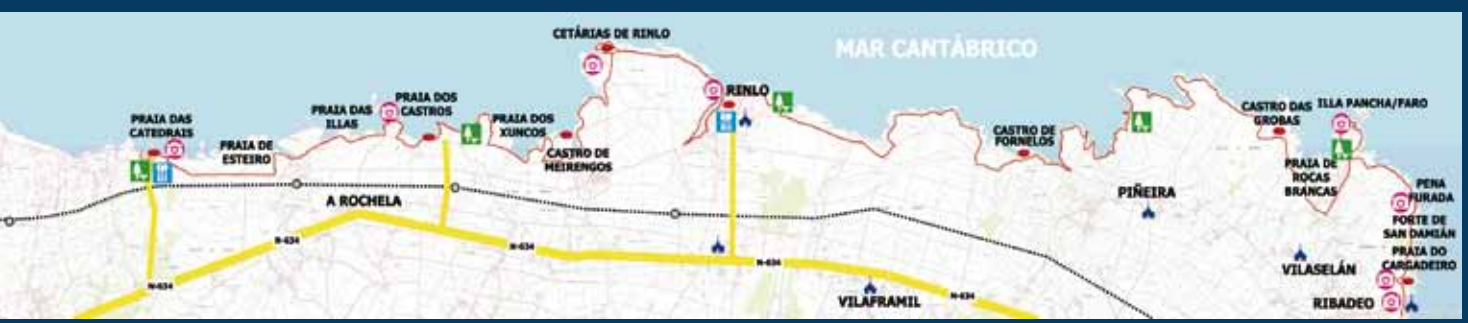 MAR CANTÁBRICO
CETÁRIAS DE RINLO
RINLO
PRAIA DAS
CATEDRAIS
PRAIA DE
ESTEIRO
PRAIA DAS
ILLAS
PRAIA DOS
CASTROS
PRAIA DOS
XUNCOS
CASTRO DE
MEIRENGOS
CASTRO DE
FORNELOS
CASTRO DAS
GROBAS
ILLA PANCHA/FARO
PRAIA DE
ROCAS
BRANCAS
PENA
FURADA
FORTE DE
SAN DAMIÁN
PRAIA DO
CARGADEIRO
RIBADEO
VILASELÁN
PIÑEIRA
A ROCHELA
VILAFRAMIL
N-634
N-634
N-634
N-634